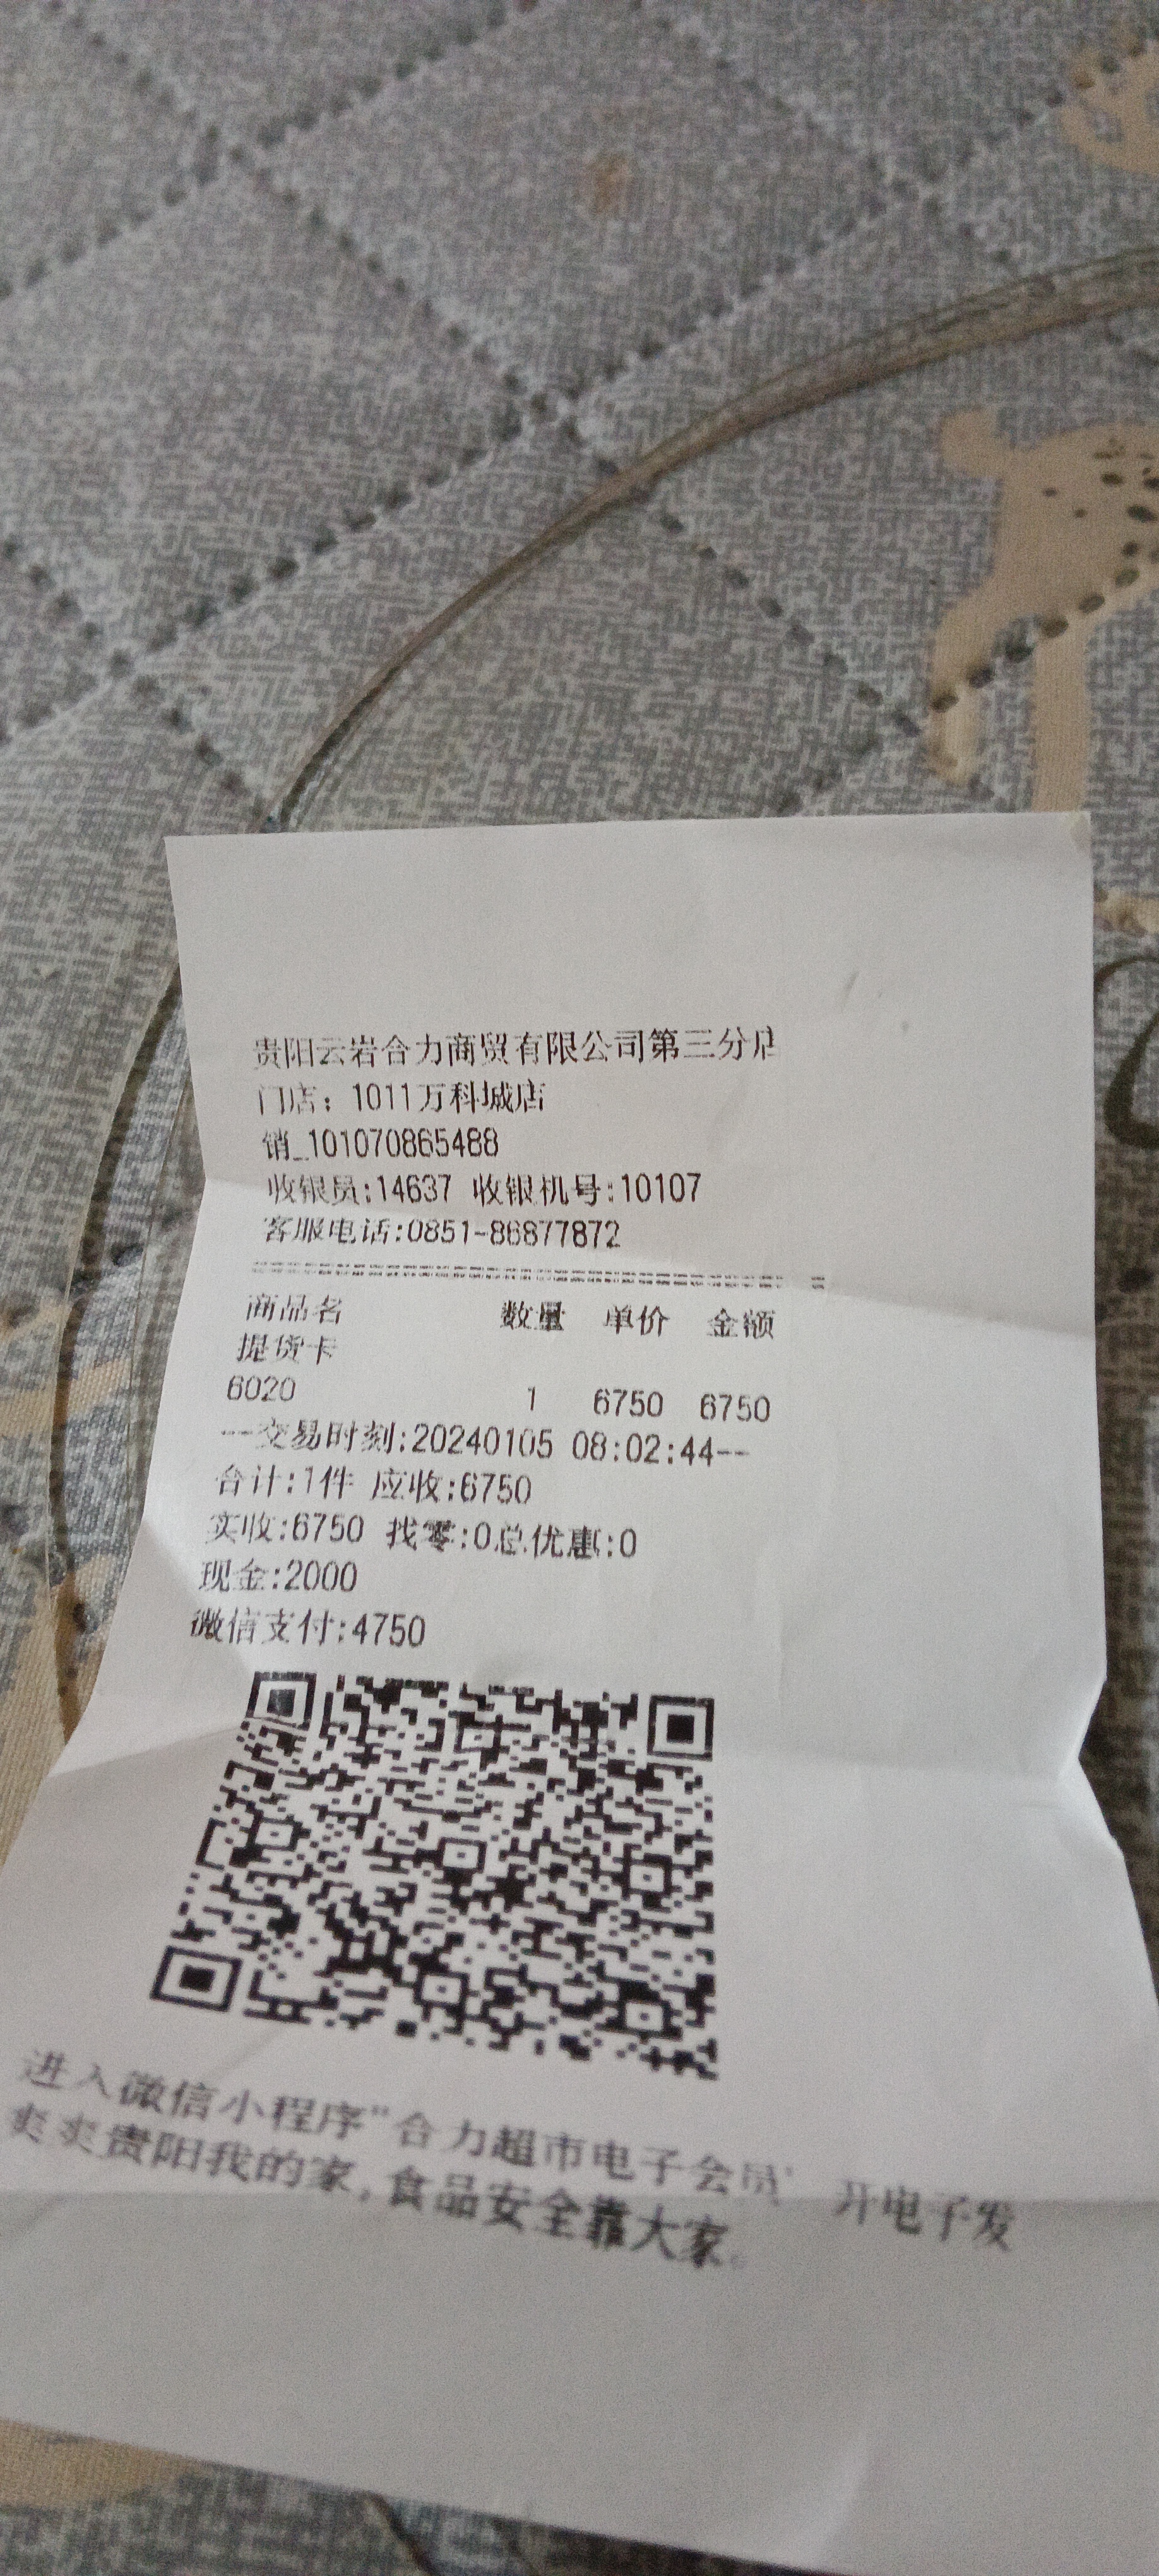 贵阳云岩合力商贸有限公司第三分店
门店：1011万科城店
销_101070865488
收银员:14637 收银机号:10107
客服电话:0851-86877872
商品名 数量 单价 金额
提货卡
6020 1 6750 6750
--交易时刻:20240105 08:02:44--
合计:1件 应收:6750
实收:6750 找零:0总优惠:0
现金:2000
微信支付:4750
进入微信小程序"合力超市电子会员" 开电子发
爽爽贵阳我的家,食品安全靠大家。